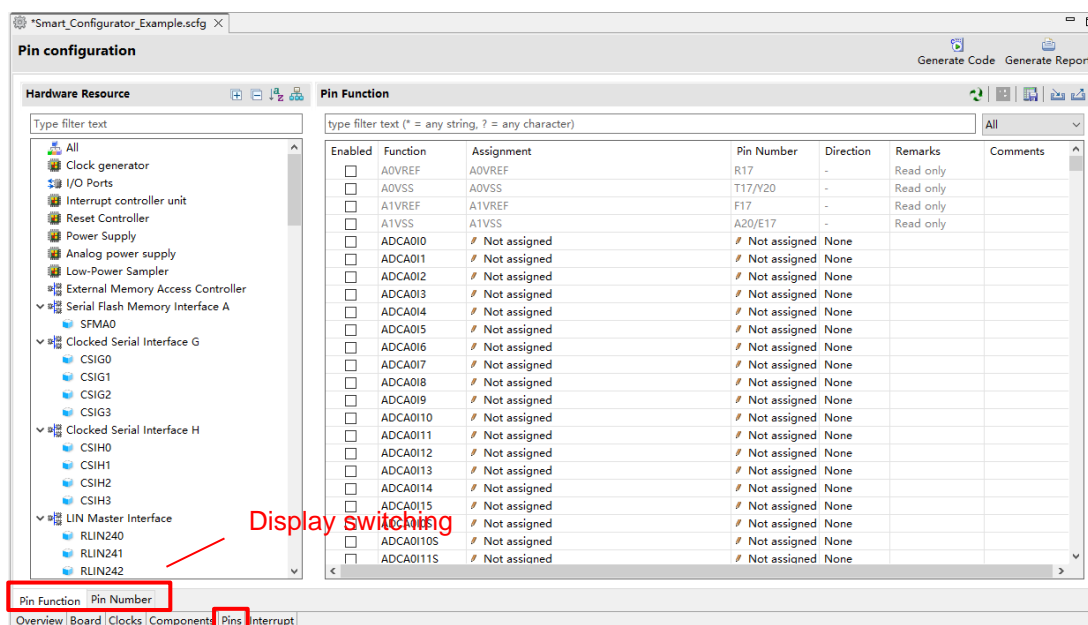 *Smart_Configurator_Example.scfg
Pin configuration
Generate Code Generate Repor
Hardware Resource
Pin Function
Type filter text
type filter text (* = any string, ? = any character)
All
Enabled Function Assignment Pin Number Direction Remarks Comments
All
Clock generator
I/O Ports
Interrupt controller unit
Reset Controller
Power Supply
Analog power supply
Low-Power Sampler
External Memory Access Controller
Serial Flash Memory Interface A
SFMA0
Clocked Serial Interface G
CSIG0
CSIG1
CSIG2
CSIG3
Clocked Serial Interface H
CSIH0
CSIH1
CSIH2
CSIH3
LIN Master Interface
RLIN240
RLIN241
RLIN242
A0VREF A0VREF R17 - Read only
A0VSS A0VSS T17/Y20 - Read only
A1VREF A1VREF F17 - Read only
A1VSS A1VSS A20/E17 - Read only
ADCA0I0 Not assigned Not assigned None
ADCA0I1 Not assigned Not assigned None
ADCA0I2 Not assigned Not assigned None
ADCA0I3 Not assigned Not assigned None
ADCA0I4 Not assigned Not assigned None
ADCA0I5 Not assigned Not assigned None
ADCA0I6 Not assigned Not assigned None
ADCA0I7 Not assigned Not assigned None
ADCA0I8 Not assigned Not assigned None
ADCA0I9 Not assigned Not assigned None
ADCA0I10 Not assigned Not assigned None
ADCA0I11 Not assigned Not assigned None
ADCA0I12 Not assigned Not assigned None
ADCA0I13 Not assigned Not assigned None
ADCA0I14 Not assigned Not assigned None
ADCA0I15 Not assigned Not assigned None
Not assigned Not assigned None
ADCA0I10S Not assigned Not assigned None
ADCA0I11S Not assigned Not assigned None
Display switching
Pin Function Pin Number
Overview Board Clocks Components Pins Interrupt